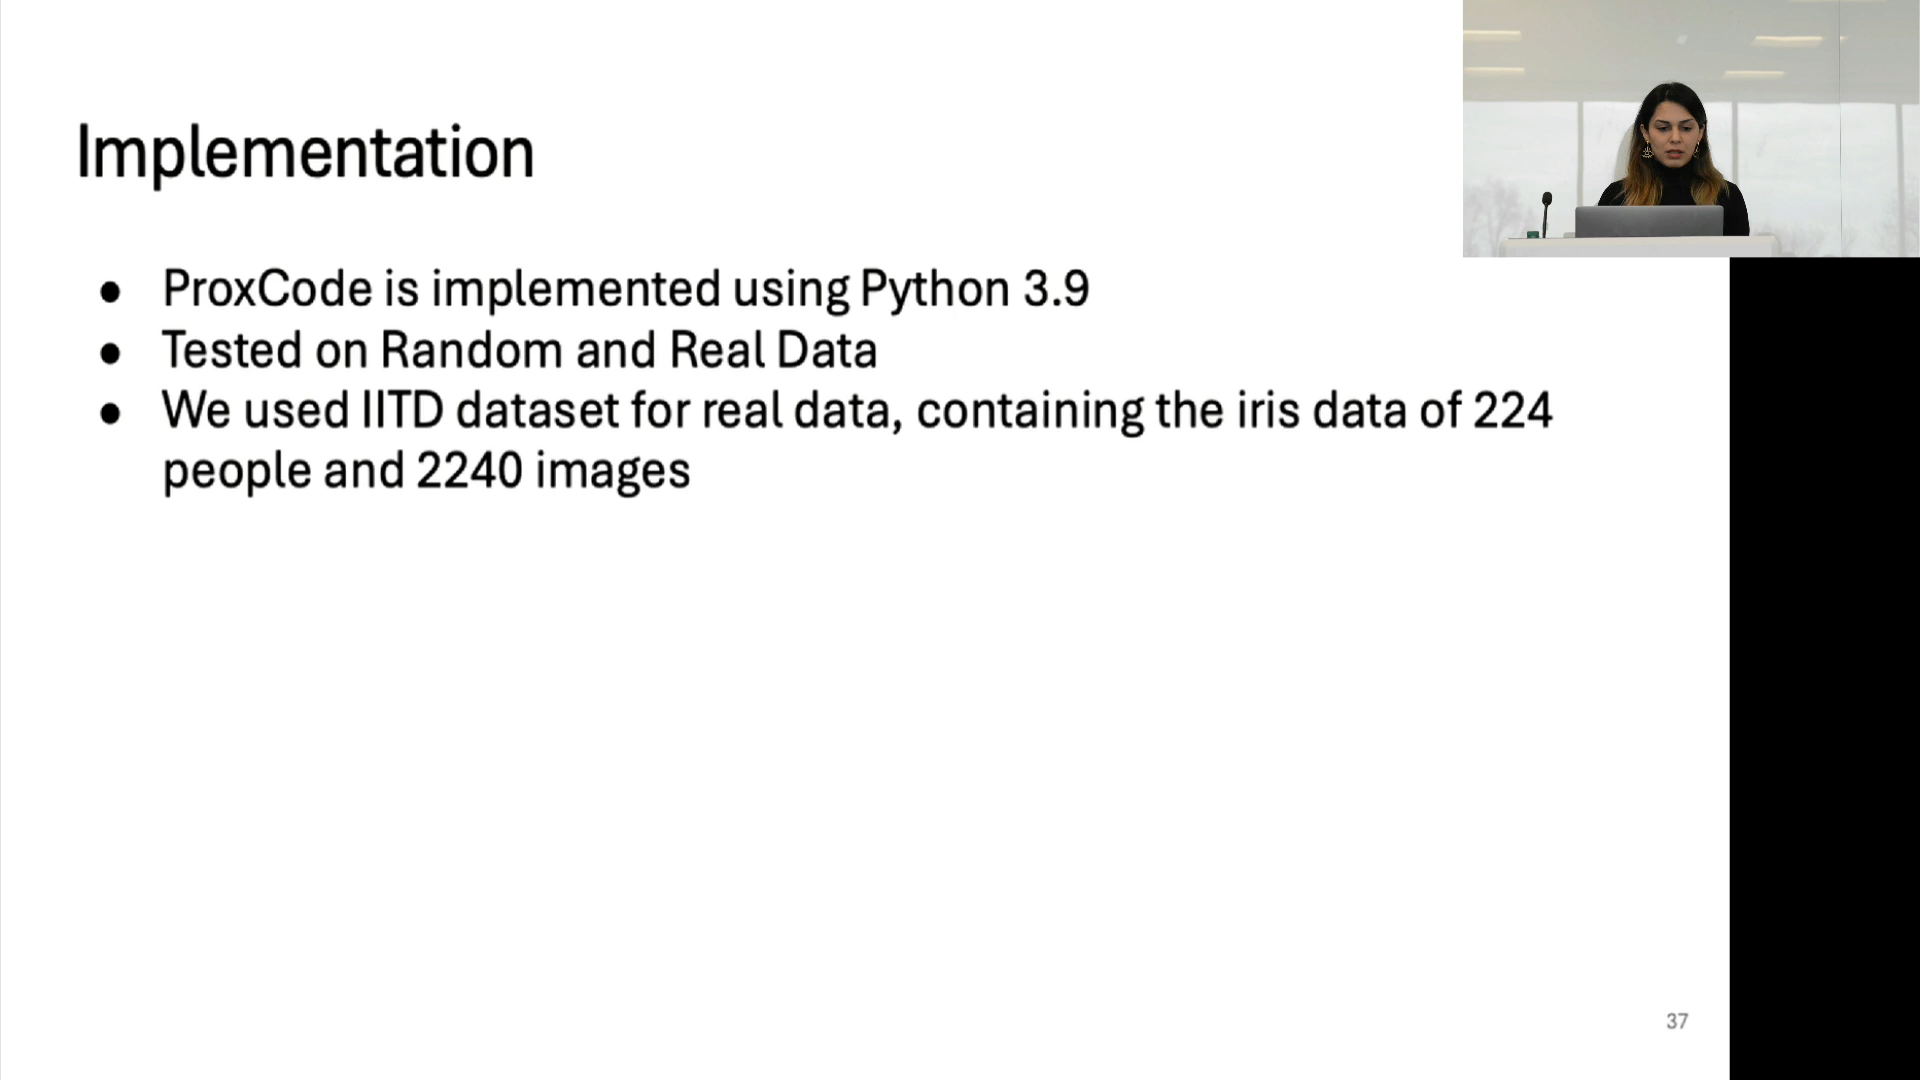 Implementation
● ProxCode is implemented using Python 3.9
● Tested on Random and Real Data
● We used IITD dataset for real data, containing the iris data of 224
people and 2240 images
37